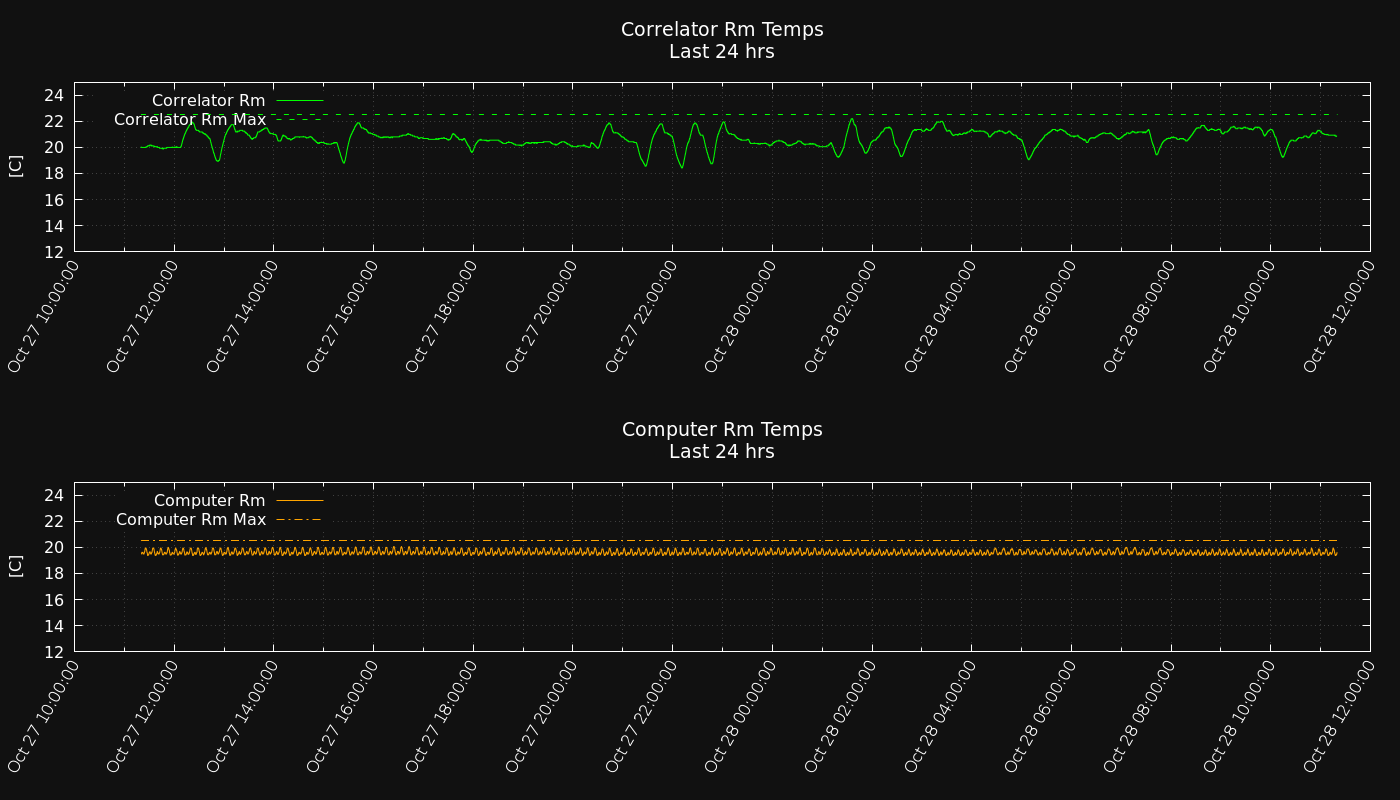 Correlator Rm Temps
Last 24 hrs
Correlator Rm
Correlator Rm Max
[C]
24
22
20
18
16
14
12
Oct 27 10:00:00
Oct 27 12:00:00
Oct 27 14:00:00
Oct 27 16:00:00
Oct 27 18:00:00
Oct 27 20:00:00
Oct 27 22:00:00
Oct 28 00:00:00
Oct 28 02:00:00
Oct 28 04:00:00
Oct 28 06:00:00
Oct 28 08:00:00
Oct 28 10:00:00
Oct 28 12:00:00
Computer Rm Temps
Last 24 hrs
Computer Rm
Computer Rm Max
[C]
24
22
20
18
16
14
12
Oct 27 10:00:00
Oct 27 12:00:00
Oct 27 14:00:00
Oct 27 16:00:00
Oct 27 18:00:00
Oct 27 20:00:00
Oct 27 22:00:00
Oct 28 00:00:00
Oct 28 02:00:00
Oct 28 04:00:00
Oct 28 06:00:00
Oct 28 08:00:00
Oct 28 10:00:00
Oct 28 12:00:00